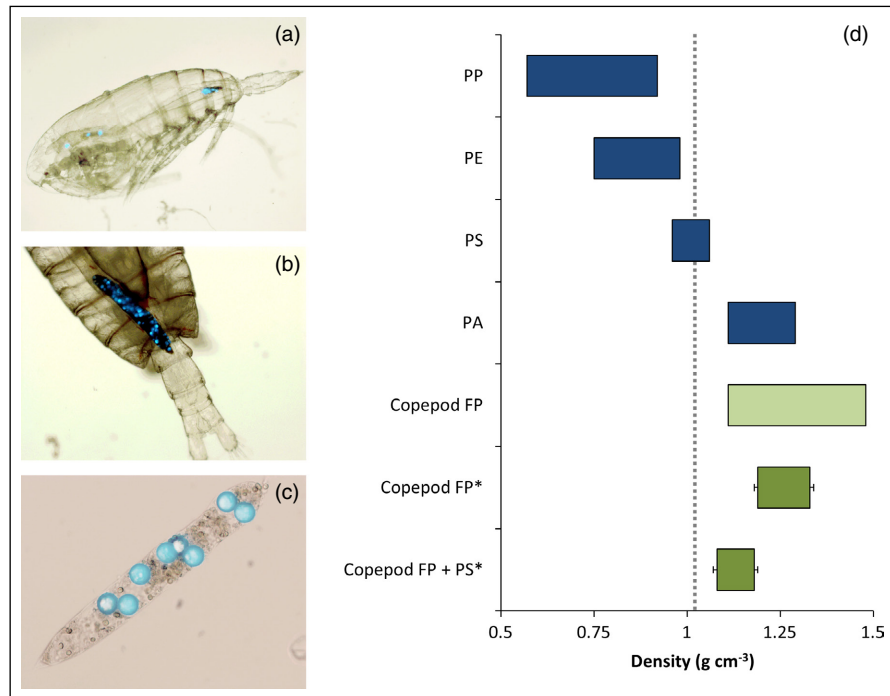 (a)
(b)
(c)
(d)
PP
PE
PS
PA
Copepod FP
Copepod FP*
Copepod FP + PS*
0.5 0.75 1 1.25 1.5
Density (g cm⁻³)